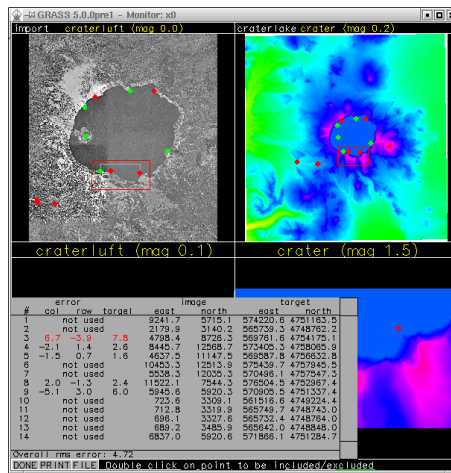 GRASS 5.0.0pre1 - Monitor: x0
import craterluft (mag 0.0) craterlake crater (mag 0.2)
craterluft (mag 0.1) crater (mag 1.5)
error image target
# col row target east north east north
1 not used 9241.7 5715.1 574220.6 4751163.5
2 not used 2179.9 3140.2 565739.3 4748762.2
3 6.7 -3.9 7.8 4798.4 8726.3 569761.6 4754175.1
4 -2.1 1.4 2.6 8445.7 12568.7 573405.3 4758065.9
5 -1.5 0.7 1.6 4637.5 11147.5 569587.8 4756632.8
6 not used 10453.3 12513.9 575439.7 4757945.5
7 not used 5538.3 12035.3 570496.1 4757547.3
8 2.0 -1.3 2.4 11522.1 7544.3 576504.5 4752967.4
9 -5.1 3.0 6.0 5945.6 5920.3 570905.5 4751337.4
10 not used 723.6 3309.1 561516.6 4749224.4
11 not used 712.8 3319.9 565749.7 4748743.0
12 not used 706.9 3306.9 565732.4 4748764.0
13 not used 689.2 3485.9 565642.0 4748848.0
14 not used 6837.0 5920.6 571866.1 4751284.7
Overall rms error: 4.72
DONE PRINT FILE Double click on point to be included/excluded